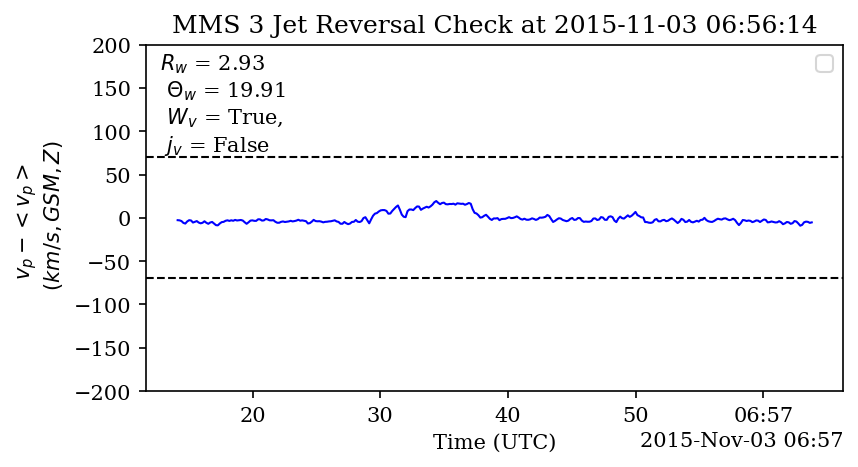 MMS 3 Jet Reversal Check at 2015-11-03 06:56:14
200
150
100
50
0
−50
−100
−150
−200
v_p − < v_p >
(km/s, GSM, Z)
R_w = 2.93
Θ_w = 19.91
W_v = True,
j_v = False
20
30
40
50
06:57
Time (UTC)
2015-Nov-03 06:57